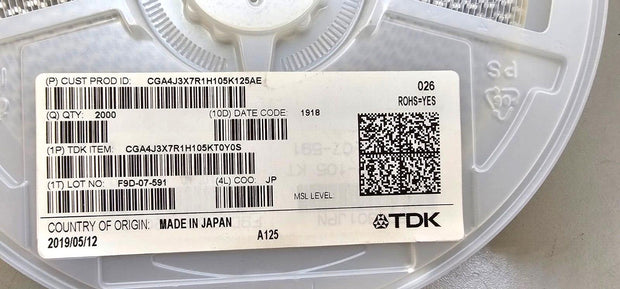 (P) CUST PROD ID: CGA4J3X7R1H105K125AE
026
ROHS=YES
(Q) QTY: 2000 (10D) DATE CODE: 1918
(1P) TDK ITEM: CGA4J3X7R1H105KT0Y0S
(1T) LOT NO: F9D-07-591 (4L) COO: JP
MSL LEVEL:
COUNTRY OF ORIGIN: MADE IN JAPAN
2019/05/12 A125
TDK
PS